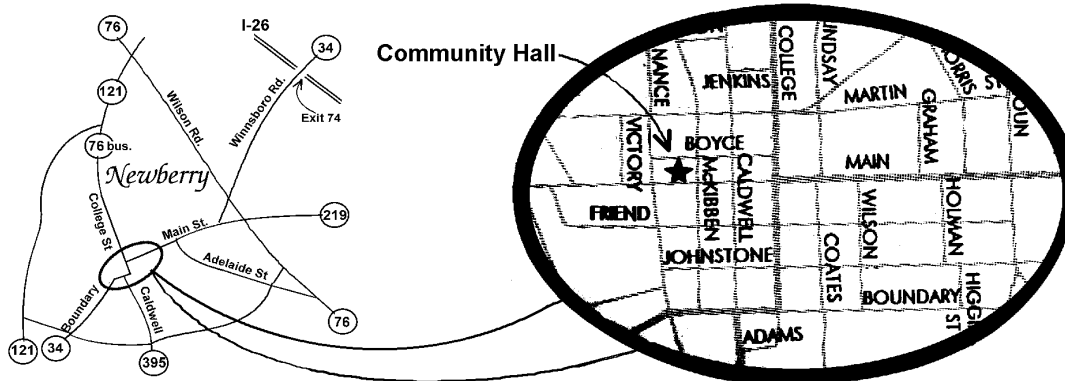 76
I-26
34
121
Wilson Rd.
Winnsboro Rd.
Exit 74
76 bus.
Newberry
College St
Main St.
219
Adelaide St
Boundary
Caldwell
76
121
34
395
Community Hall
NANCE
COLLEGE
JENKINS
MARTIN
ST
GRAHAM
VICTORY
BOYCE
MAIN
McKIBBEN
CALDWELL
FRIEND
WILSON
HOLMAN
JOHNSTONE
COATES
BOUNDARY
ST
ADAMS